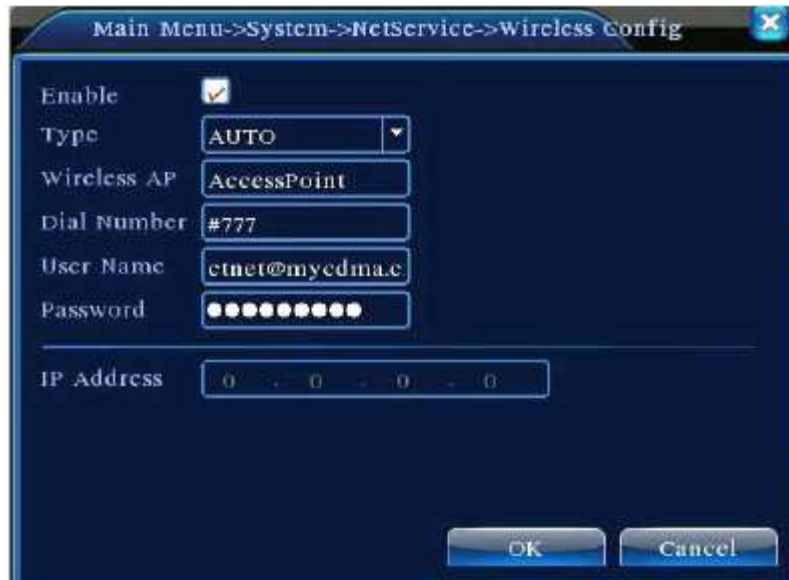 Main Menu->System->NetService->Wireless Config
Enable
Type AUTO
Wireless AP AccessPoint
Dial Number #777
User Name ctnet@mycdma.c
Password ●●●●●●●●●
IP Address 0 . 0 . 0 . 0
OK Cancel